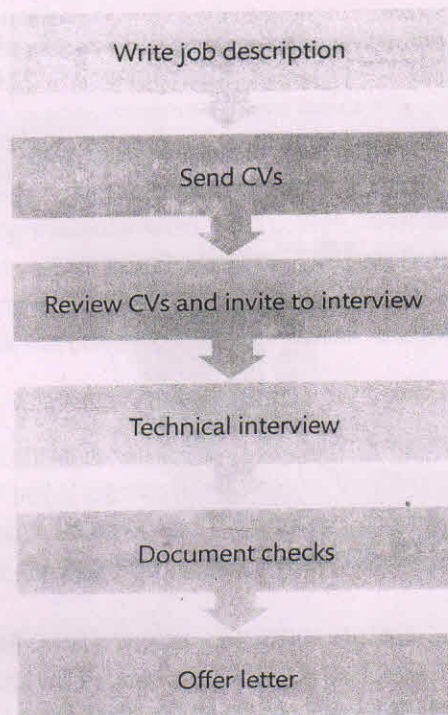 Write job description
Send CVs
Review CVs and invite to interview
Technical interview
Document checks
Offer letter